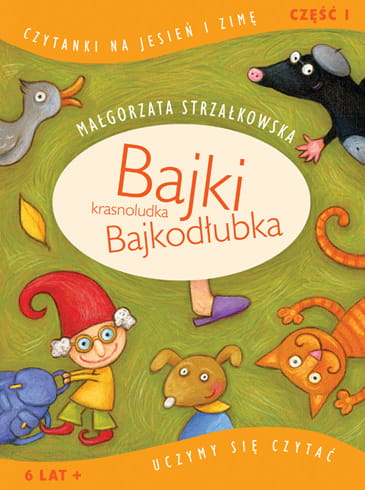 CZYTANKI NA JESIEŃ I ZIMĘ
CZĘŚĆ I
MAŁGORZATA STRZAŁKOWSKA
Bajki
krasnoludka
Bajkodłubka
6 LAT +
UCZYMY SIĘ CZYTAĆ